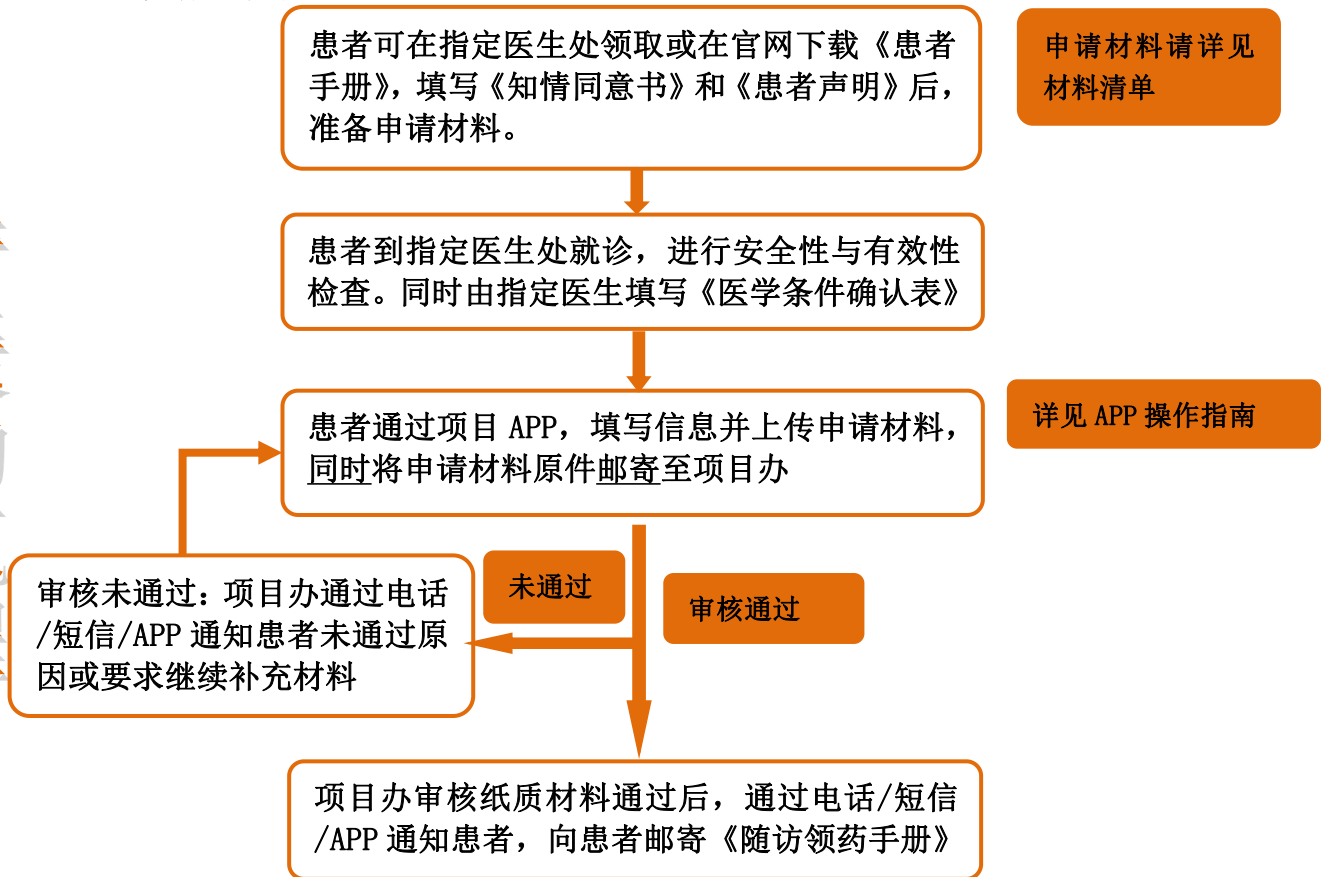 患者可在指定医生处领取或在官网下载《患者
手册》，填写《知情同意书》和《患者声明》后，
准备申请材料。
申请材料请详见
材料清单
患者到指定医生处就诊，进行安全性与有效性
检查。同时由指定医生填写《医学条件确认表》
患者通过项目 APP，填写信息并上传申请材料，
同时将申请材料原件邮寄至项目办
详见 APP 操作指南
审核未通过：项目办通过电话
/短信/APP 通知患者未通过原
因或要求继续补充材料
未通过
审核通过
项目办审核纸质材料通过后，通过电话/短信
/APP 通知患者，向患者邮寄《随访领药手册》